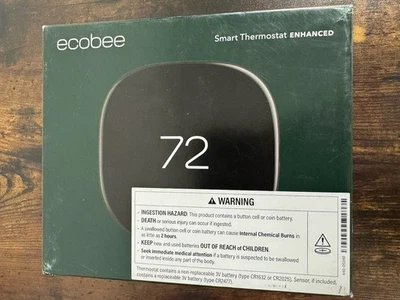 ecobee
Smart Thermostat ENHANCED
72
WARNING
• INGESTION HAZARD: This product contains a button cell or coin battery.
• DEATH or serious injury can occur if ingested.
• A swallowed button cell or coin battery can cause Internal Chemical Burns in
as little as 2 hours.
• KEEP new and used batteries OUT OF REACH of CHILDREN.
• Seek immediate medical attention if a battery is suspected to be swallowed
or inserted inside any part of the body.
Thermostat contains a non-replaceable 3V battery (type CR1632 or CR2025). Sensor, if included,
contains a replaceable 3V battery (type CR2477).